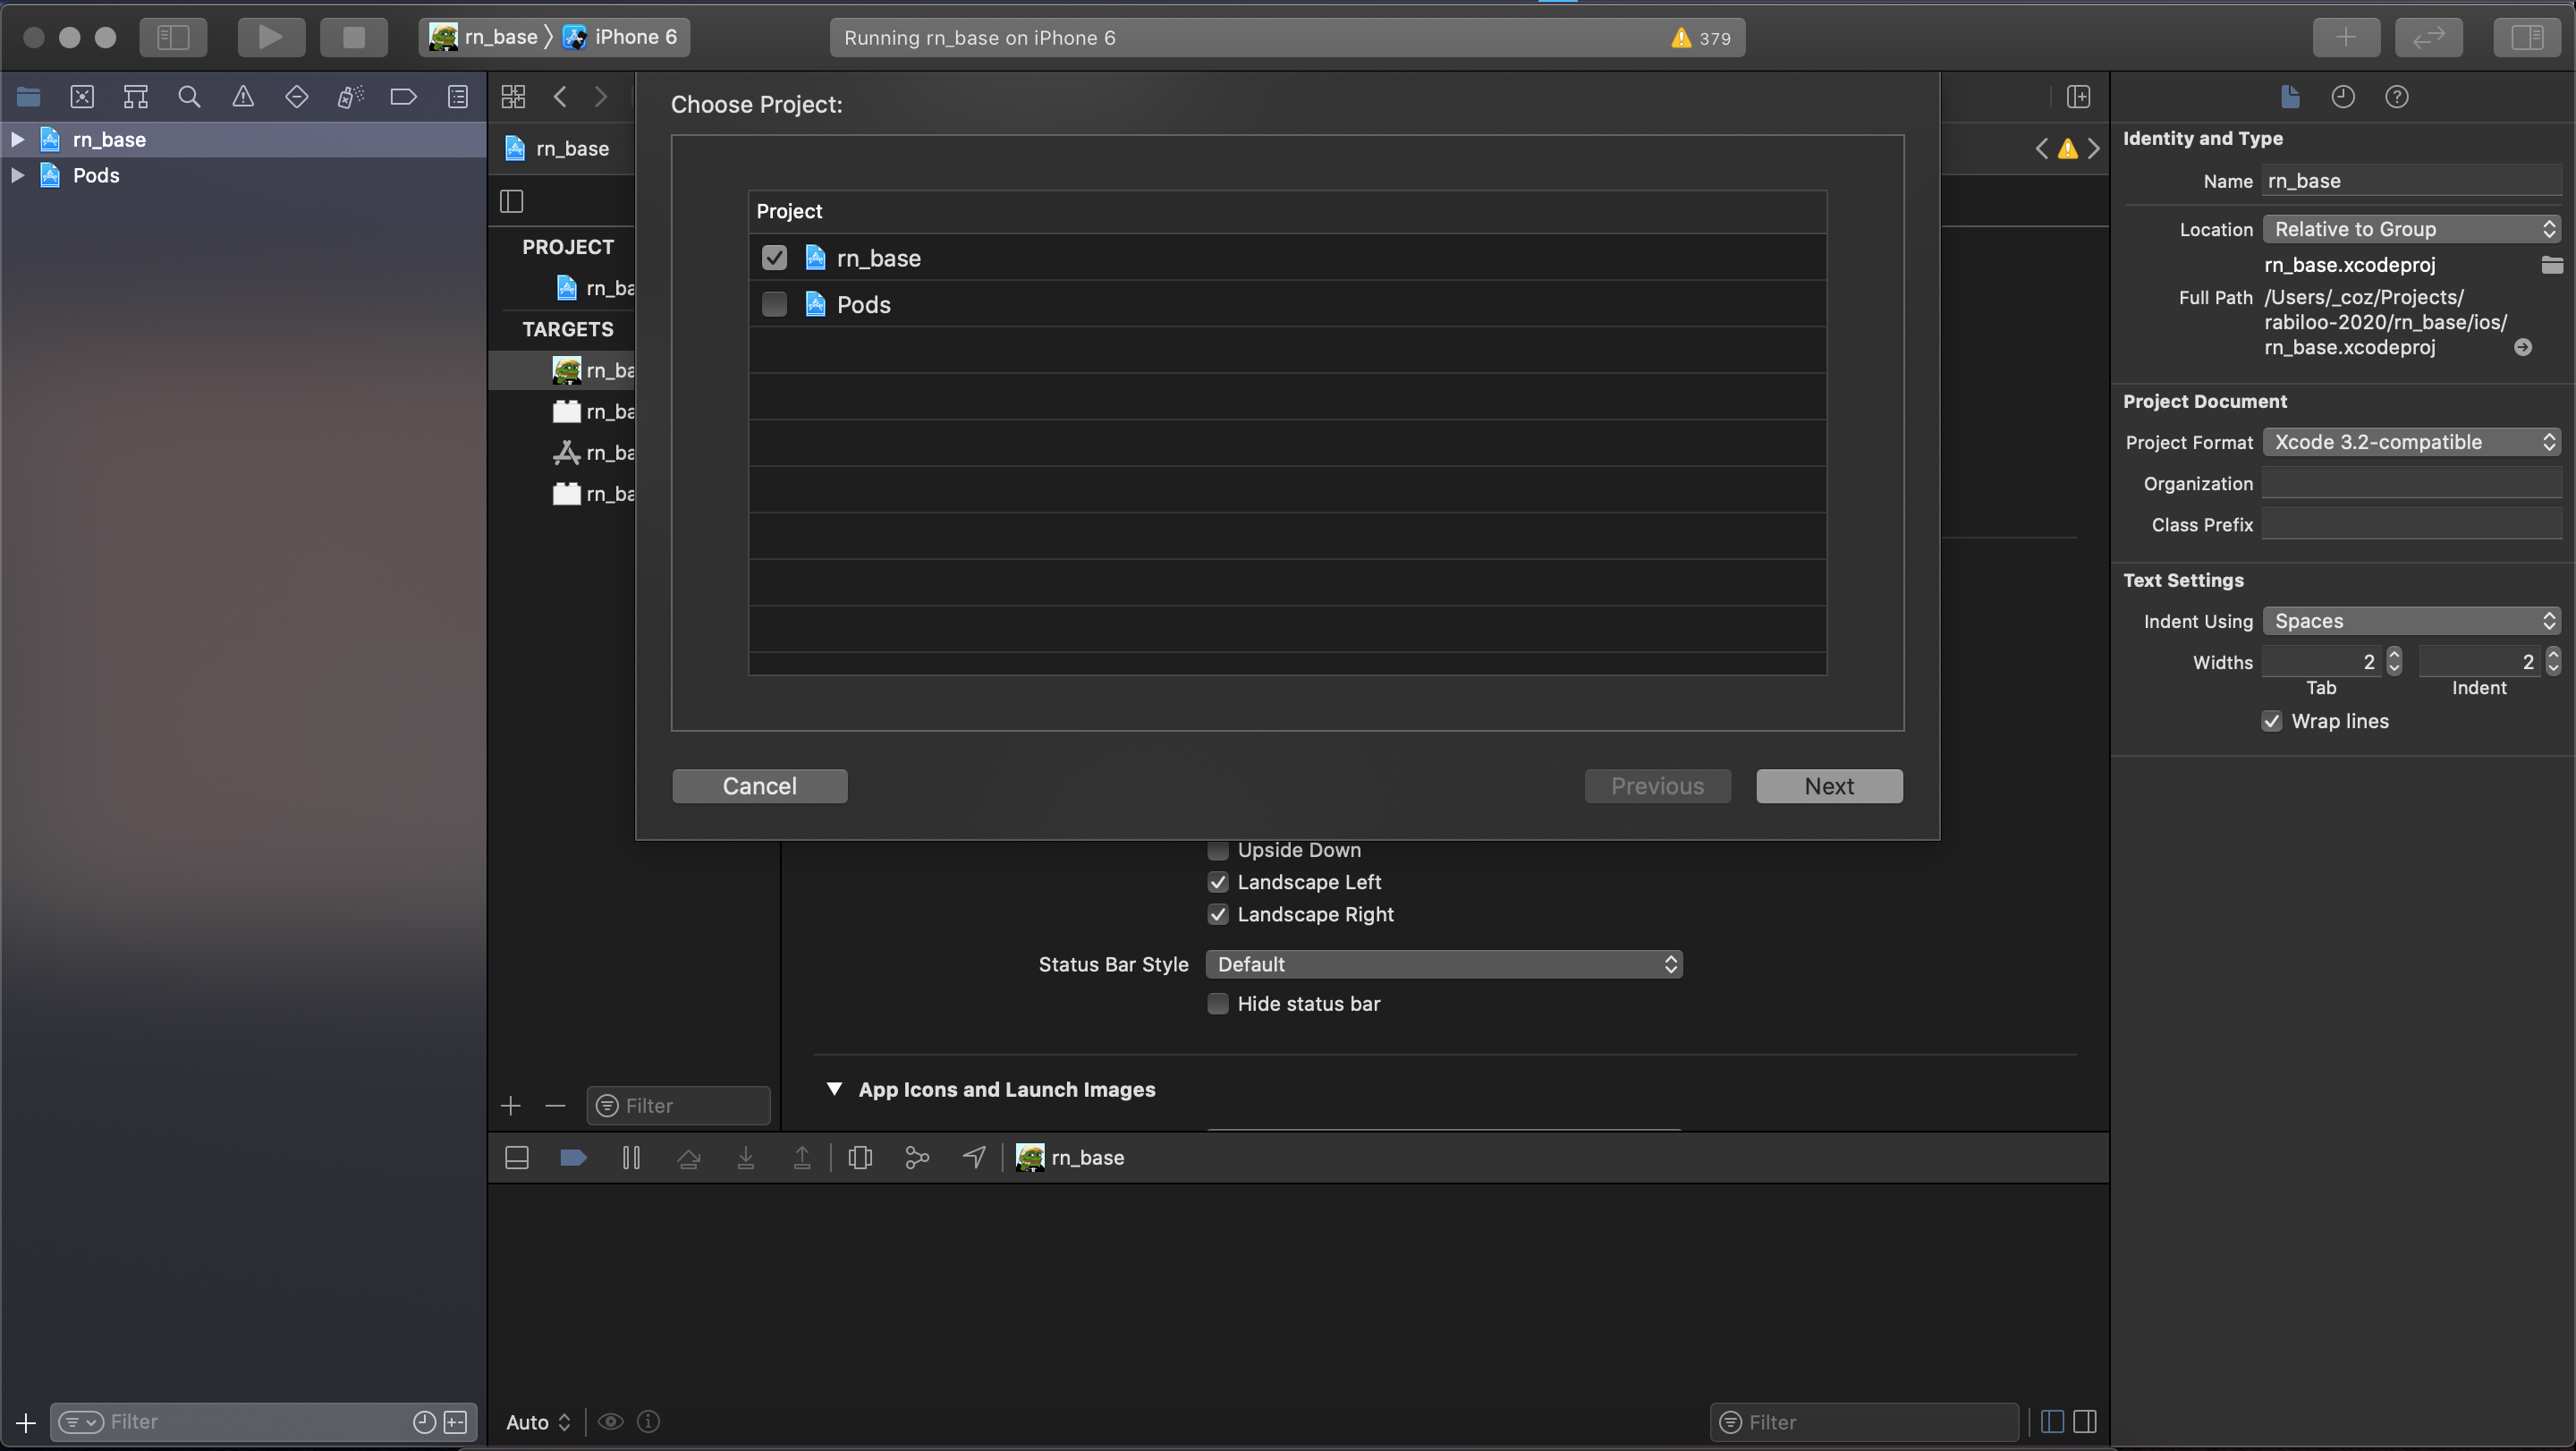 rn_base
iPhone 6
Running rn_base on iPhone 6
379
rn_base
Pods
rn_base
PROJECT
rn_ba
TARGETS
rn_ba
rn_ba
rn_ba
rn_ba
Filter
Choose Project:
Project
rn_base
Pods
Cancel
Previous
Next
Upside Down
Landscape Left
Landscape Right
Status Bar Style
Default
Hide status bar
App Icons and Launch Images
rn_base
Identity and Type
Name
rn_base
Location
Relative to Group
rn_base.xcodeproj
Full Path
/Users/_coz/Projects/
rabiloo-2020/rn_base/ios/
rn_base.xcodeproj
Project Document
Project Format
Xcode 3.2-compatible
Organization
Class Prefix
Text Settings
Indent Using
Spaces
Widths
2
2
Tab
Indent
Wrap lines
Filter
Auto
Filter